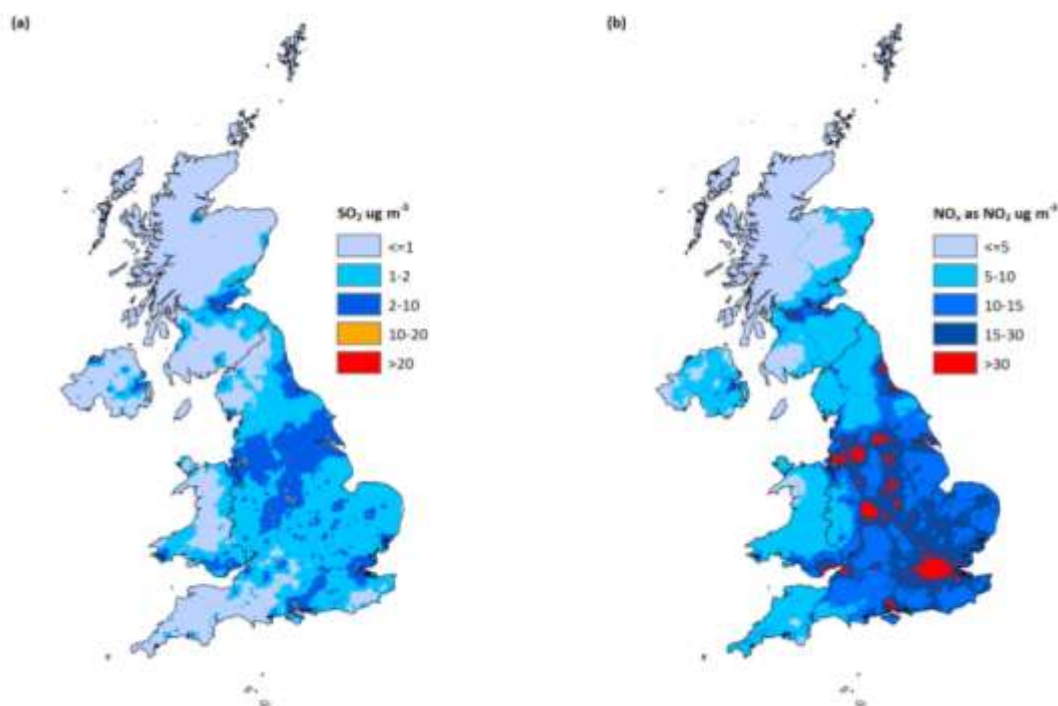 (a)
(b)
SO₂ ug m⁻³
<=1
1-2
2-10
10-20
>20
NOₓ as NO₂ ug m⁻³
<=5
5-10
10-15
15-30
>30